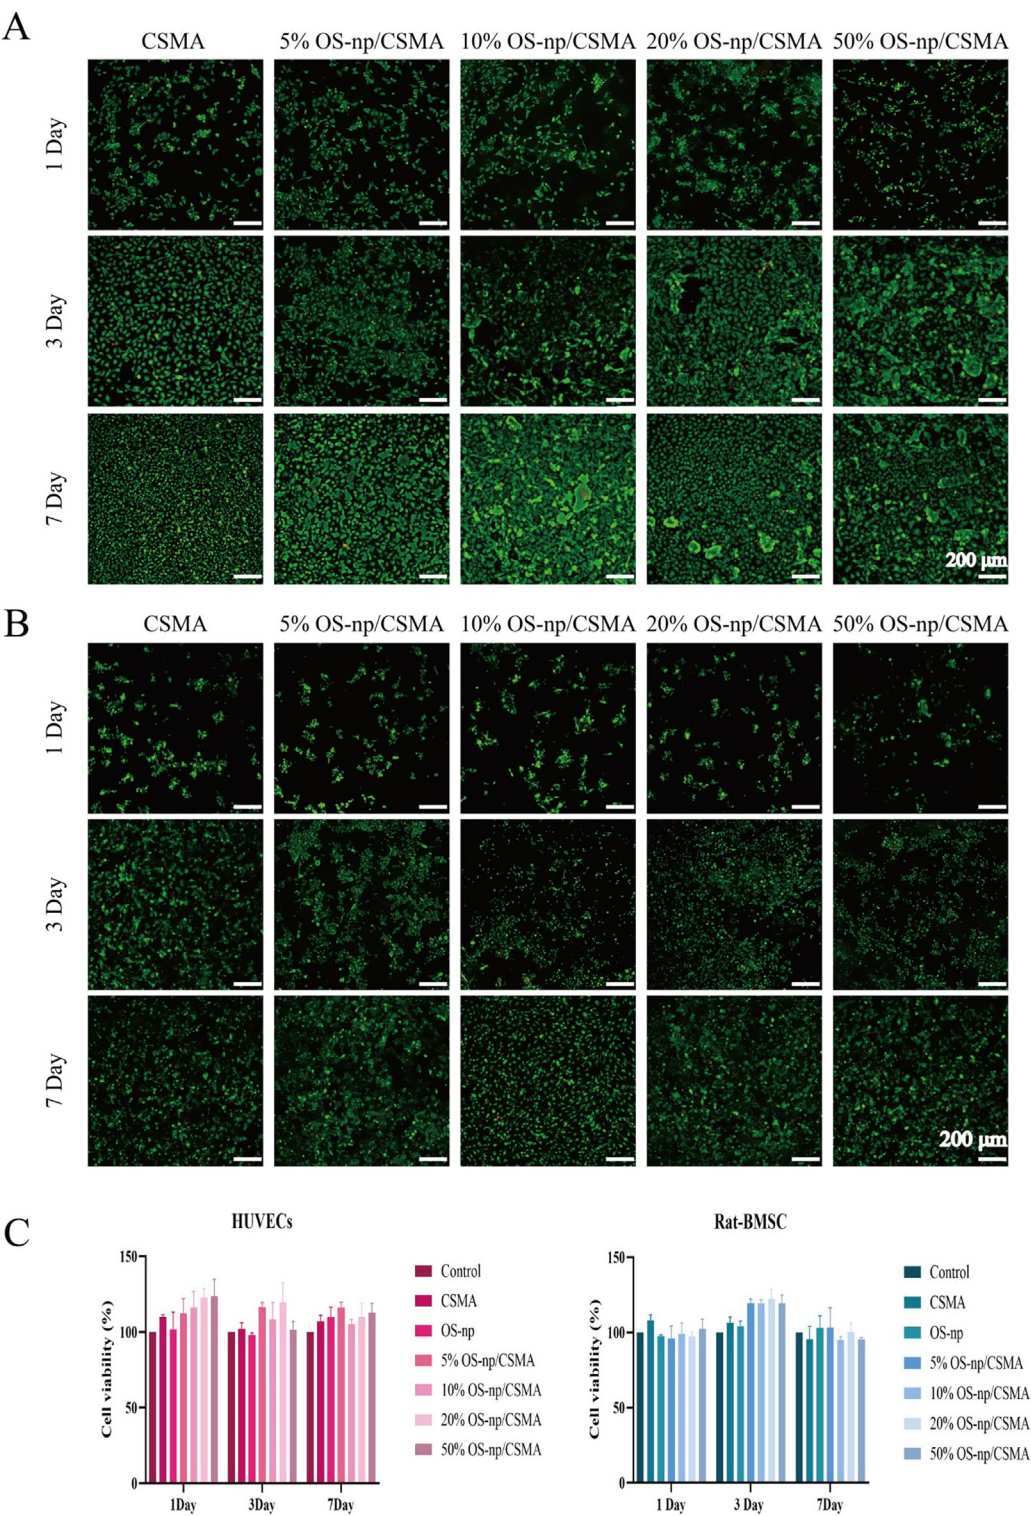 A
CSMA 5% OS-np/CSMA 10% OS-np/CSMA 20% OS-np/CSMA 50% OS-np/CSMA
1 Day
3 Day
7 Day
200 μm
B
CSMA 5% OS-np/CSMA 10% OS-np/CSMA 20% OS-np/CSMA 50% OS-np/CSMA
1 Day
3 Day
7 Day
200 μm
C
HUVECs
Cell viability (%)
150
100
50
0
1Day 3Day 7Day
Control
CSMA
OS-np
5% OS-np/CSMA
10% OS-np/CSMA
20% OS-np/CSMA
50% OS-np/CSMA
Rat-BMSC
Cell viability (%)
150
100
50
0
1 Day 3 Day 7Day
Control
CSMA
OS-np
5% OS-np/CSMA
10% OS-np/CSMA
20% OS-np/CSMA
50% OS-np/CSMA